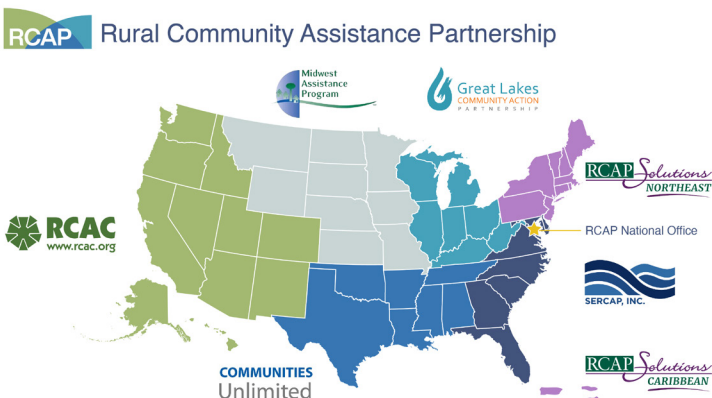 RCAP Rural Community Assistance Partnership
Midwest
Assistance
Program
Great Lakes
COMMUNITY ACTION
PARTNERSHIP
RCAP Solutions
NORTHEAST
RCAC
www.rcac.org
RCAP National Office
SERCAP, INC.
RCAP Solutions
CARIBBEAN
COMMUNITIES
Unlimited